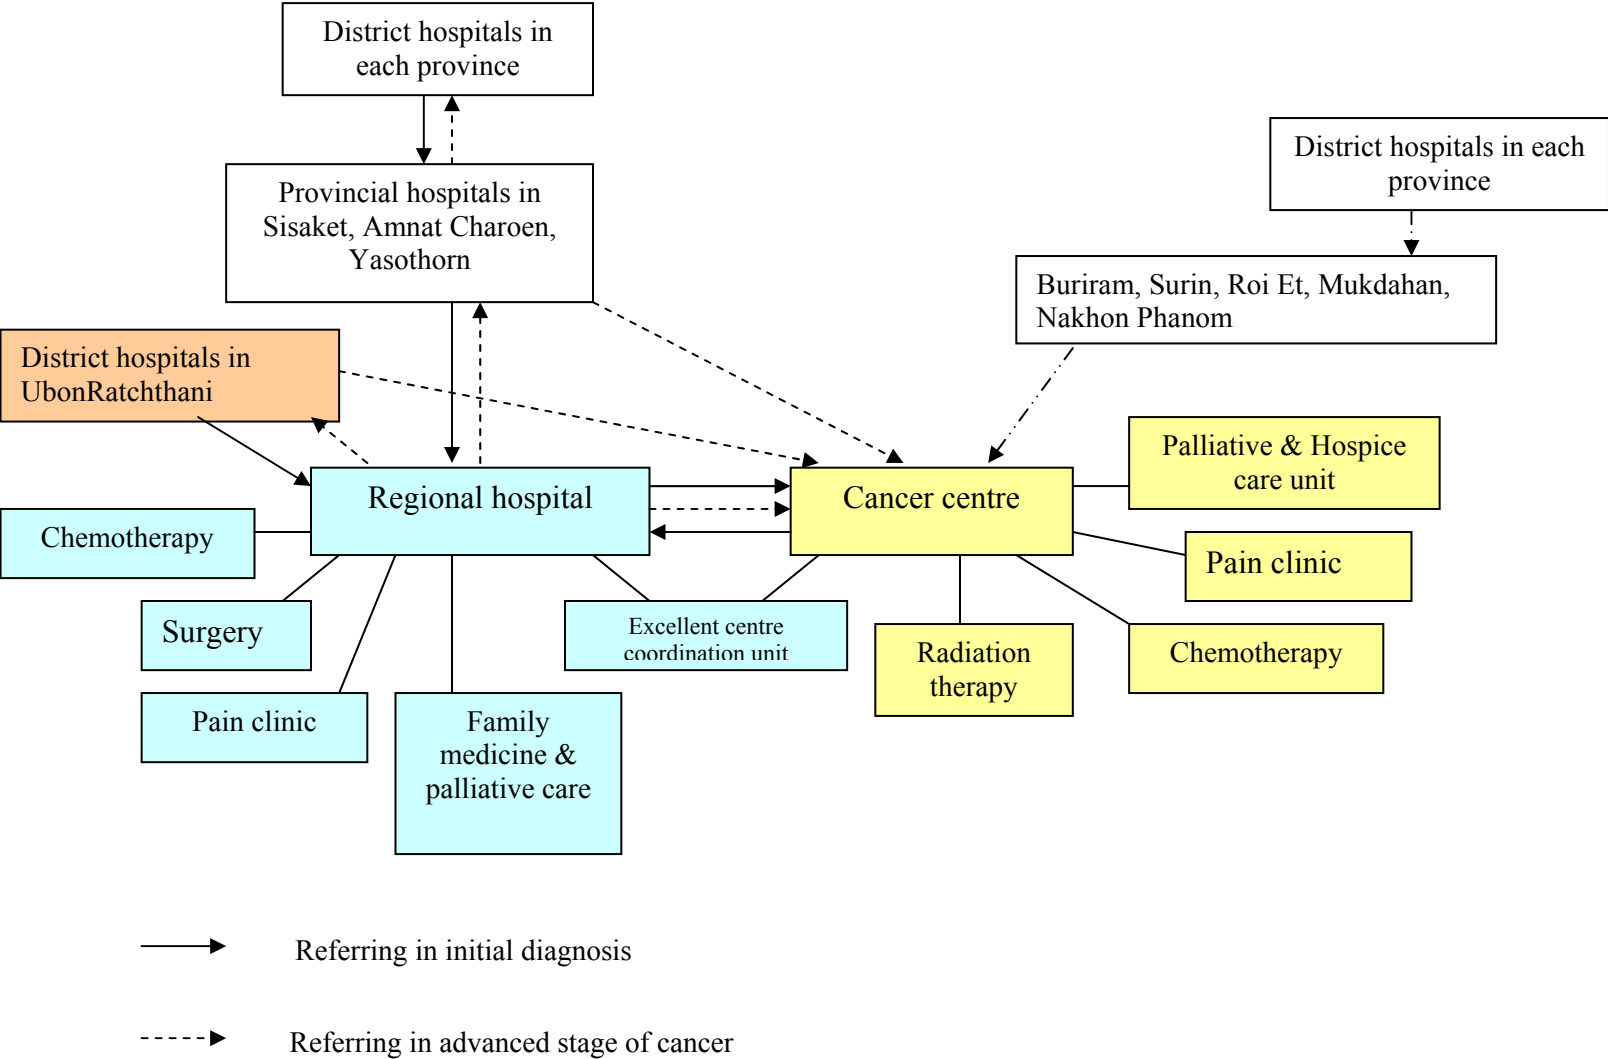 District hospitals in
each province
District hospitals in each
province
Provincial hospitals in
Sisaket, Amnat Charoen,
Yasothorn
Buriram, Surin, Roi Et, Mukdahan,
Nakhon Phanom
District hospitals in
UbonRatchthani
Regional hospital
Cancer centre
Palliative & Hospice
care unit
Chemotherapy
Pain clinic
Surgery
Excellent centre
coordination unit
Radiation
therapy
Chemotherapy
Pain clinic
Family
medicine &
palliative care
Referring in initial diagnosis
Referring in advanced stage of cancer